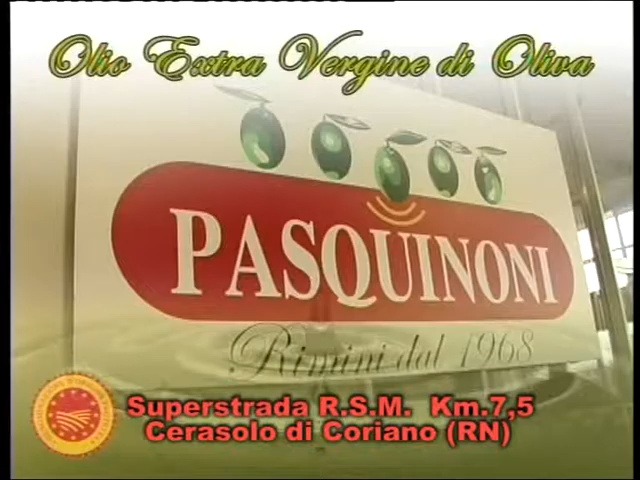 Olio Extra Vergine di Oliva
PASQUINONI
Rimini dal 1968
Superstrada R.S.M. Km.7,5
Cerasolo di Coriano (RN)